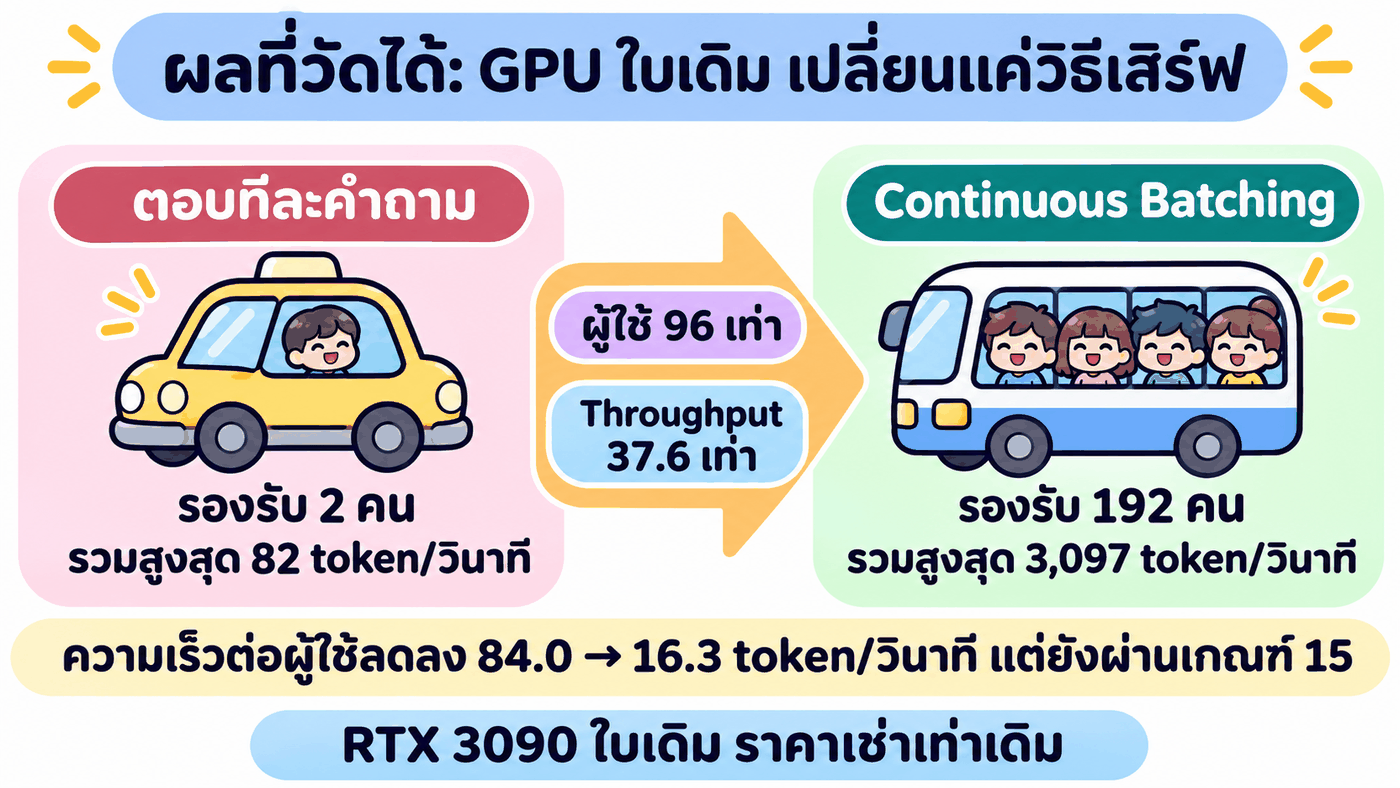 ผลที่วัดได้: GPU ใบเดิม เปลี่ยนแค่วิธีเสิร์ฟ
ตอบทีละคำถาม
รองรับ 2 คน
รวมสูงสุด 82 token/วินาที
ผู้ใช้ 96 เท่า
Throughput
37.6 เท่า
Continuous Batching
รองรับ 192 คน
รวมสูงสุด 3,097 token/วินาที
ความเร็วต่อผู้ใช้ลดลง 84.0 → 16.3 token/วินาที แต่ยังผ่านเกณฑ์ 15
RTX 3090 ใบเดิม ราคาเช่าเท่าเดิม